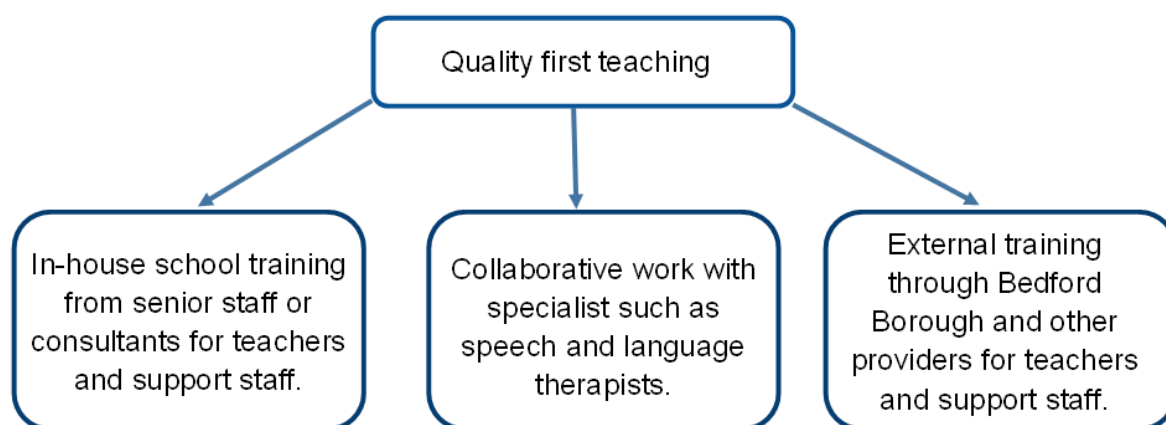 Quality first teaching
In-house school training
from senior staff or
consultants for teachers
and support staff.
Collaborative work with
specialist such as
speech and language
therapists.
External training
through Bedford
Borough and other
providers for teachers
and support staff.